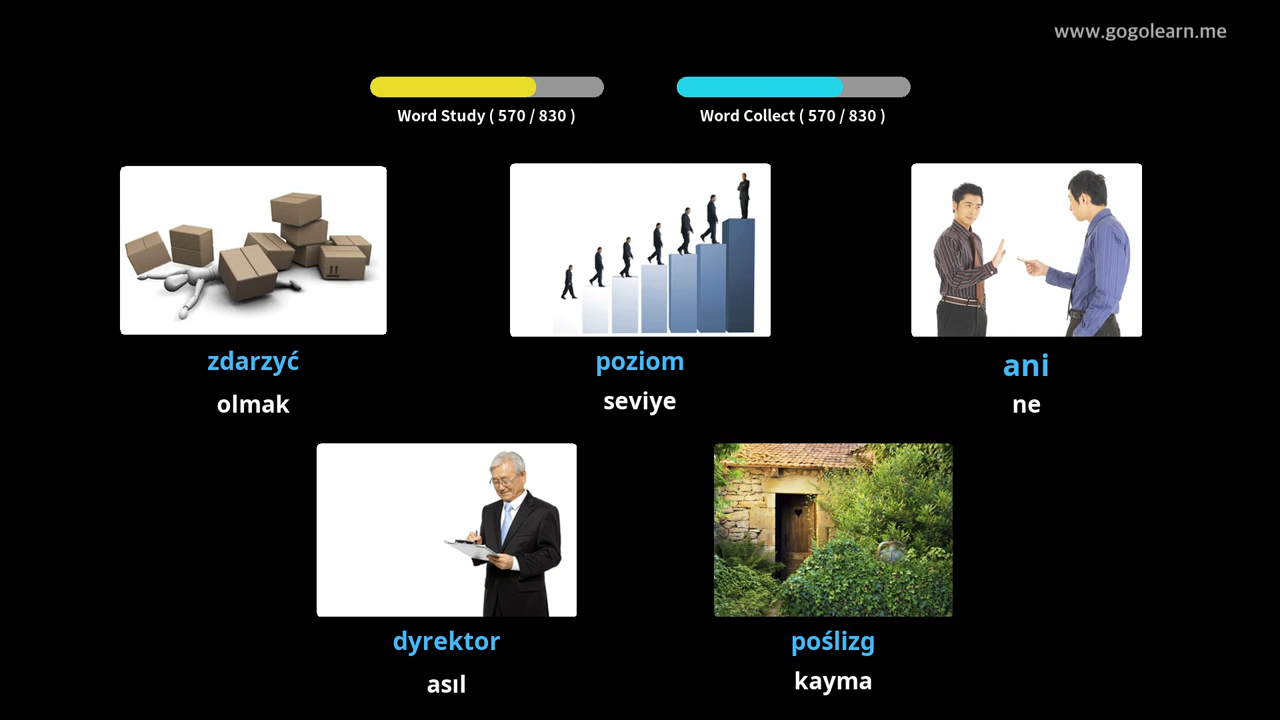 www.gogolearn.me
Word Study ( 570 / 830 )
Word Collect ( 570 / 830 )
zdarzyć
olmak
poziom
seviye
ani
ne
dyrektor
asıl
poślizg
kayma